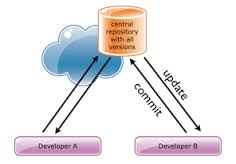 central
repository
with all
versions
update
commit
Developer A
Developer B